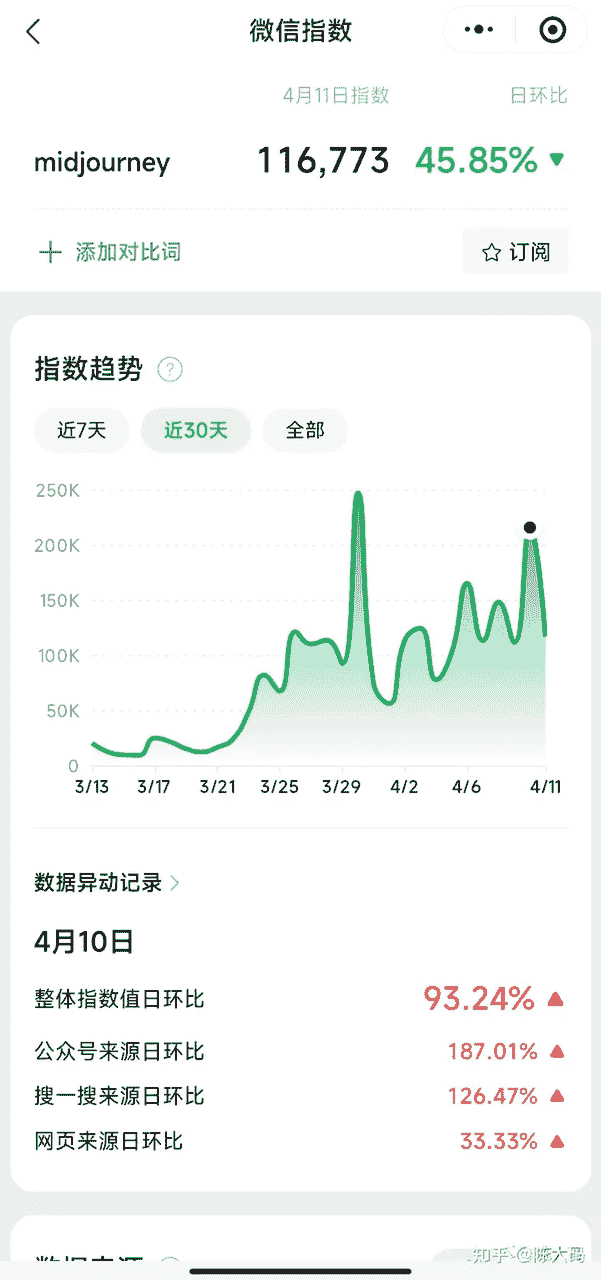 微信指数
4月11日指数 日环比
midjourney 116,773 45.85%
添加对比词 订阅
指数趋势 ?
近7天 近30天 全部
250K
200K
150K
100K
50K
0
3/13 3/17 3/21 3/25 3/29 4/2 4/6 4/11
数据异动记录
4月10日
整体指数值日环比 93.24%
公众号来源日环比 187.01%
搜一搜来源日环比 126.47%
网页来源日环比 33.33%
知乎 @陈大